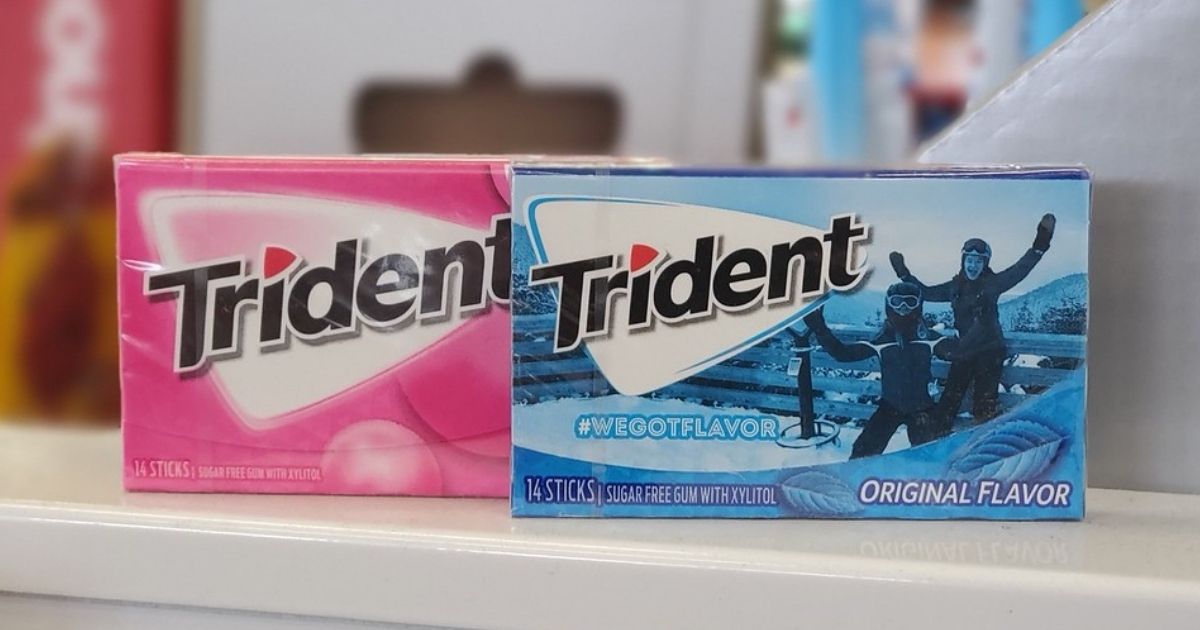 Trident
14 STICKS | SUGAR FREE GUM WITH XYLITOL
Trident
#WEGOTFLAVOR
14 STICKS | SUGAR FREE GUM WITH XYLITOL
ORIGINAL FLAVOR